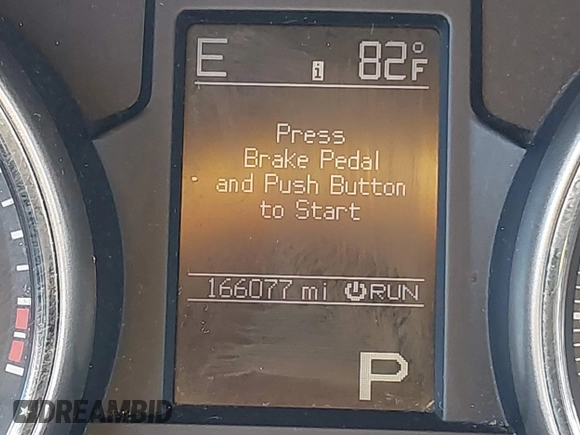 E i 82°F
Press
Brake Pedal
and Push Button
to Start
166077 mi RUN
P
DREAMBID